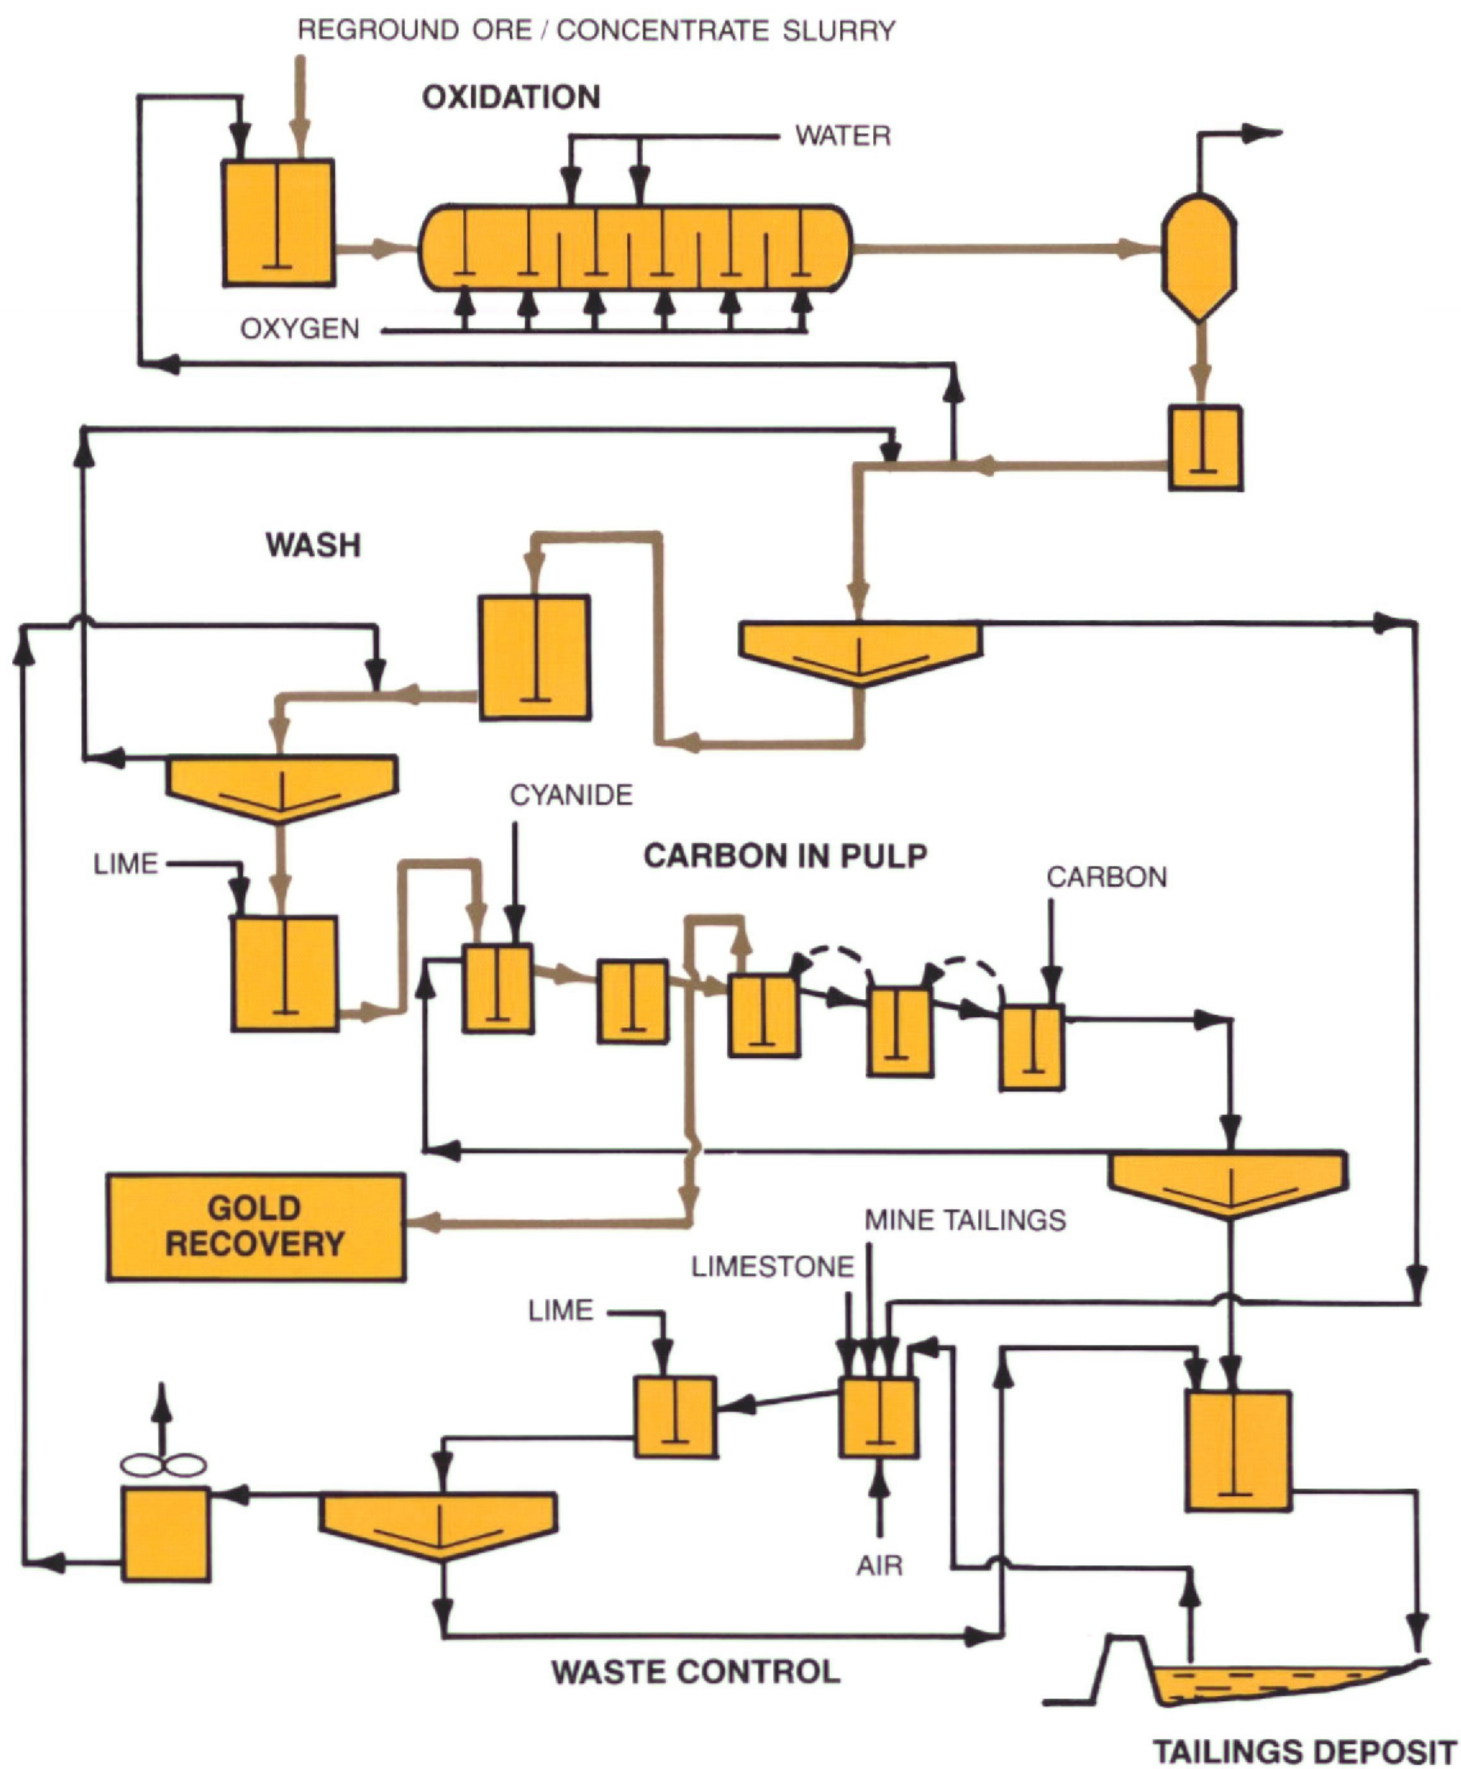 REGROUND ORE / CONCENTRATE SLURRY
OXIDATION
WATER
OXYGEN
WASH
CYANIDE
LIME
CARBON IN PULP
CARBON
GOLD
RECOVERY
MINE TAILINGS
LIMESTONE
LIME
AIR
WASTE CONTROL
TAILINGS DEPOSIT